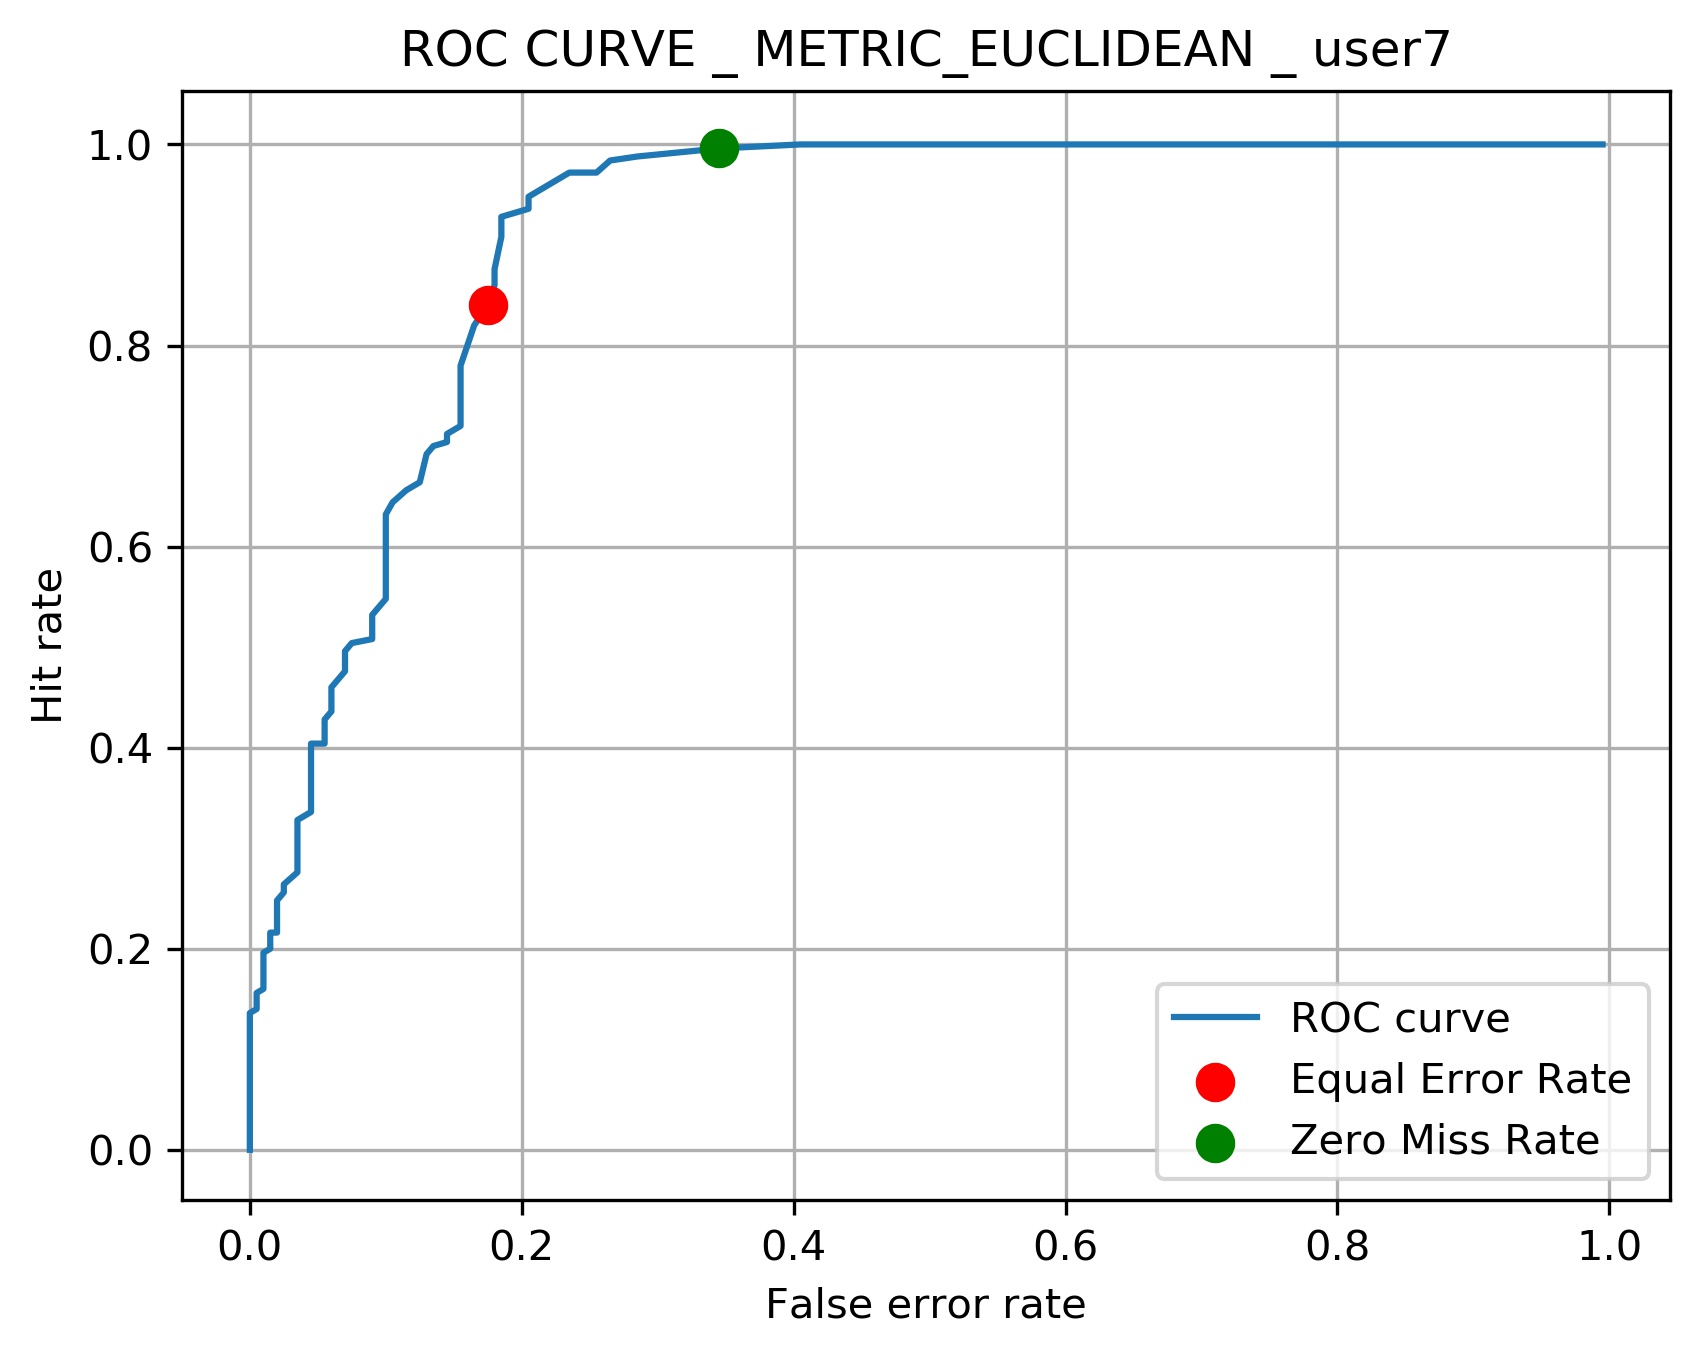 ROC CURVE _ METRIC_EUCLIDEAN _ user7
1.0
0.8
0.6
0.4
0.2
0.0
Hit rate
ROC curve
Equal Error Rate
Zero Miss Rate
0.0 0.2 0.4 0.6 0.8 1.0
False error rate